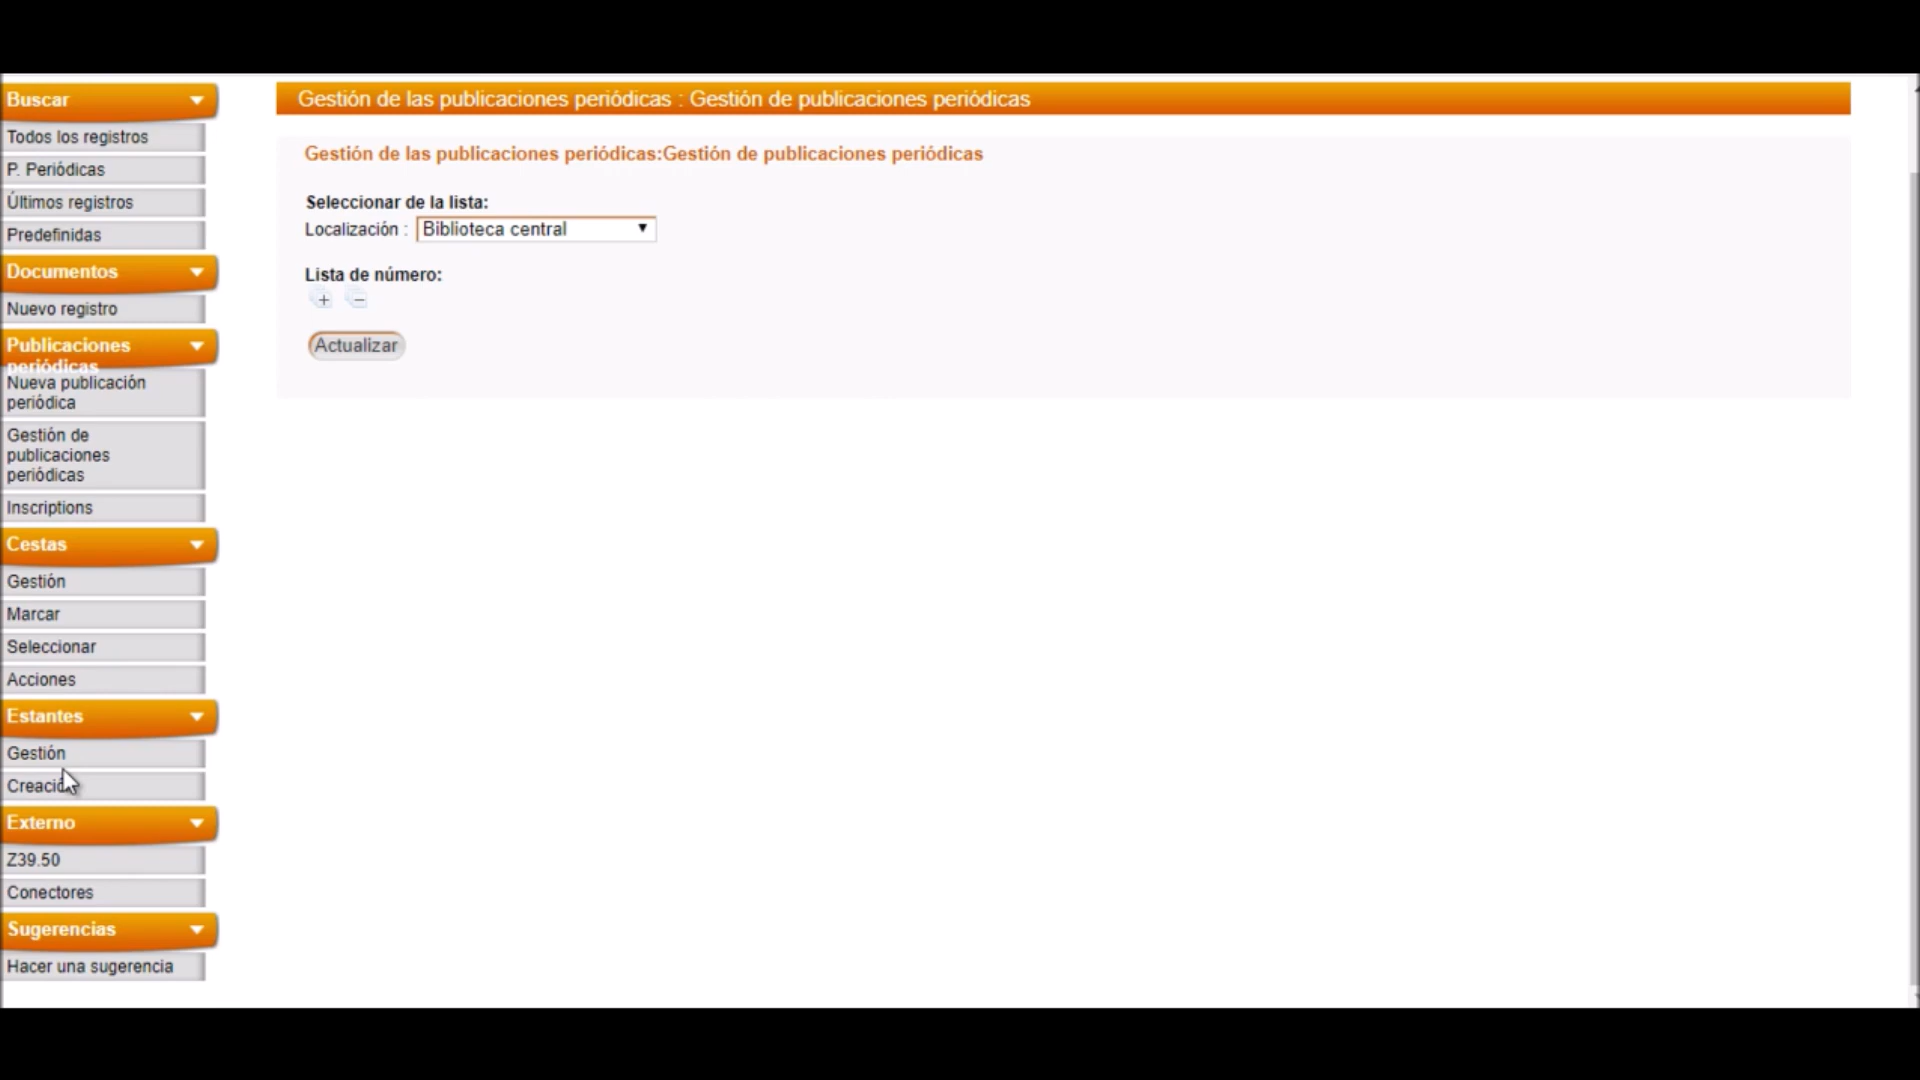 Buscar
Todos los registros
P. Periódicas
Últimos registros
Predefinidas
Documentos
Nuevo registro
Publicaciones
periódicas
Nueva publicación
periódica
Gestión de
publicaciones
periódicas
Inscriptions
Cestas
Gestión
Marcar
Seleccionar
Acciones
Estantes
Gestión
Creación
Externo
Z39.50
Conectores
Sugerencias
Hacer una sugerencia
Gestión de las publicaciones periódicas : Gestión de publicaciones periódicas
Gestión de las publicaciones periódicas:Gestión de publicaciones periódicas
Seleccionar de la lista:
Localización : Biblioteca central
Lista de número:
Actualizar